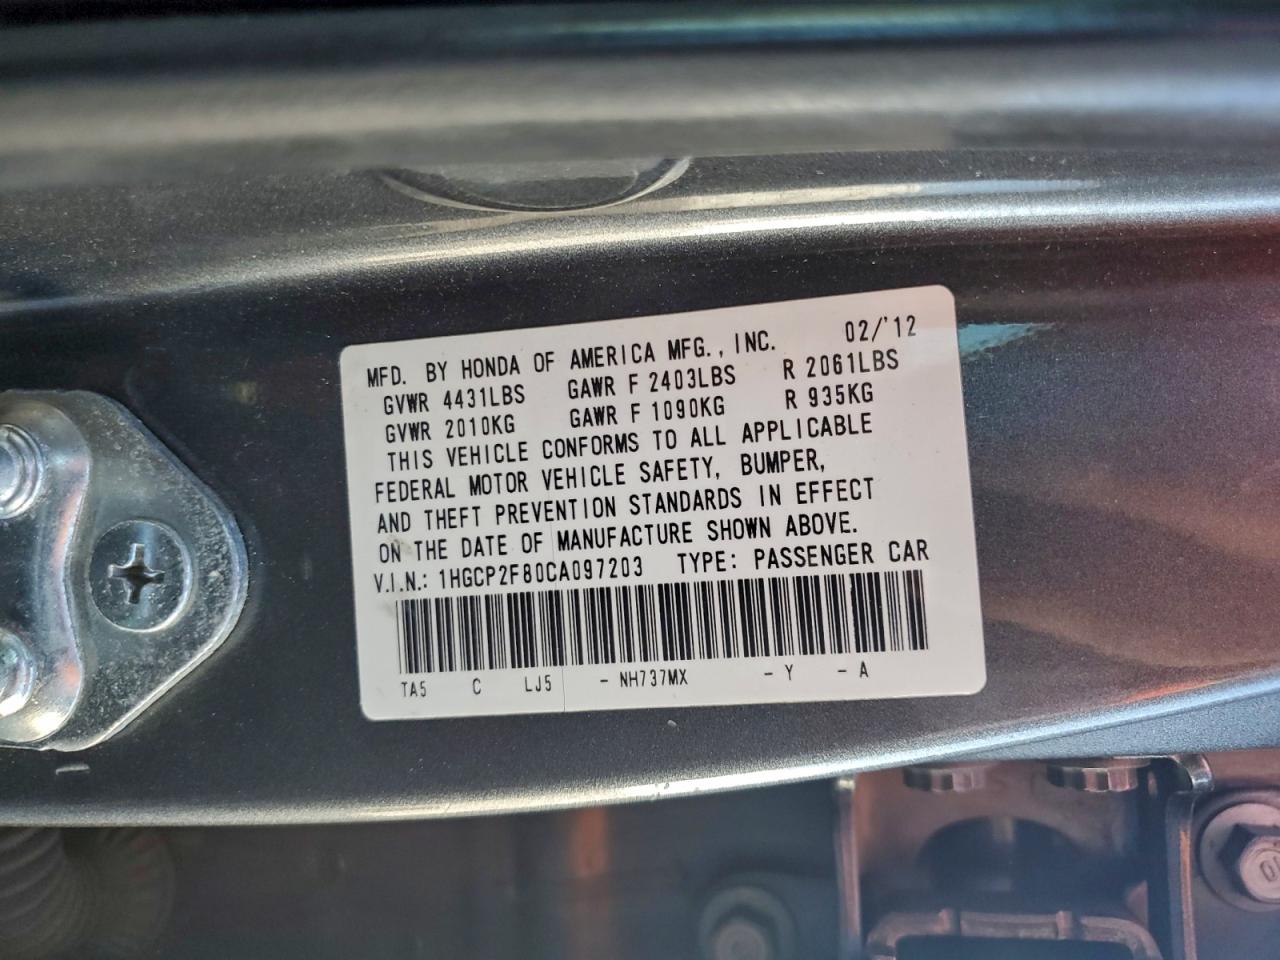 MFD. BY HONDA OF AMERICA MFG., INC. 02/'12
GVWR 4431LBS GAWR F 2403LBS R 2061LBS
GVWR 2010KG GAWR F 1090KG R 935KG
THIS VEHICLE CONFORMS TO ALL APPLICABLE
FEDERAL MOTOR VEHICLE SAFETY, BUMPER,
AND THEFT PREVENTION STANDARDS IN EFFECT
ON THE DATE OF MANUFACTURE SHOWN ABOVE.
V.I.N.: 1HGCP2F80CA097203 TYPE: PASSENGER CAR
TA5 C LJ5 - NH737MX - Y - A